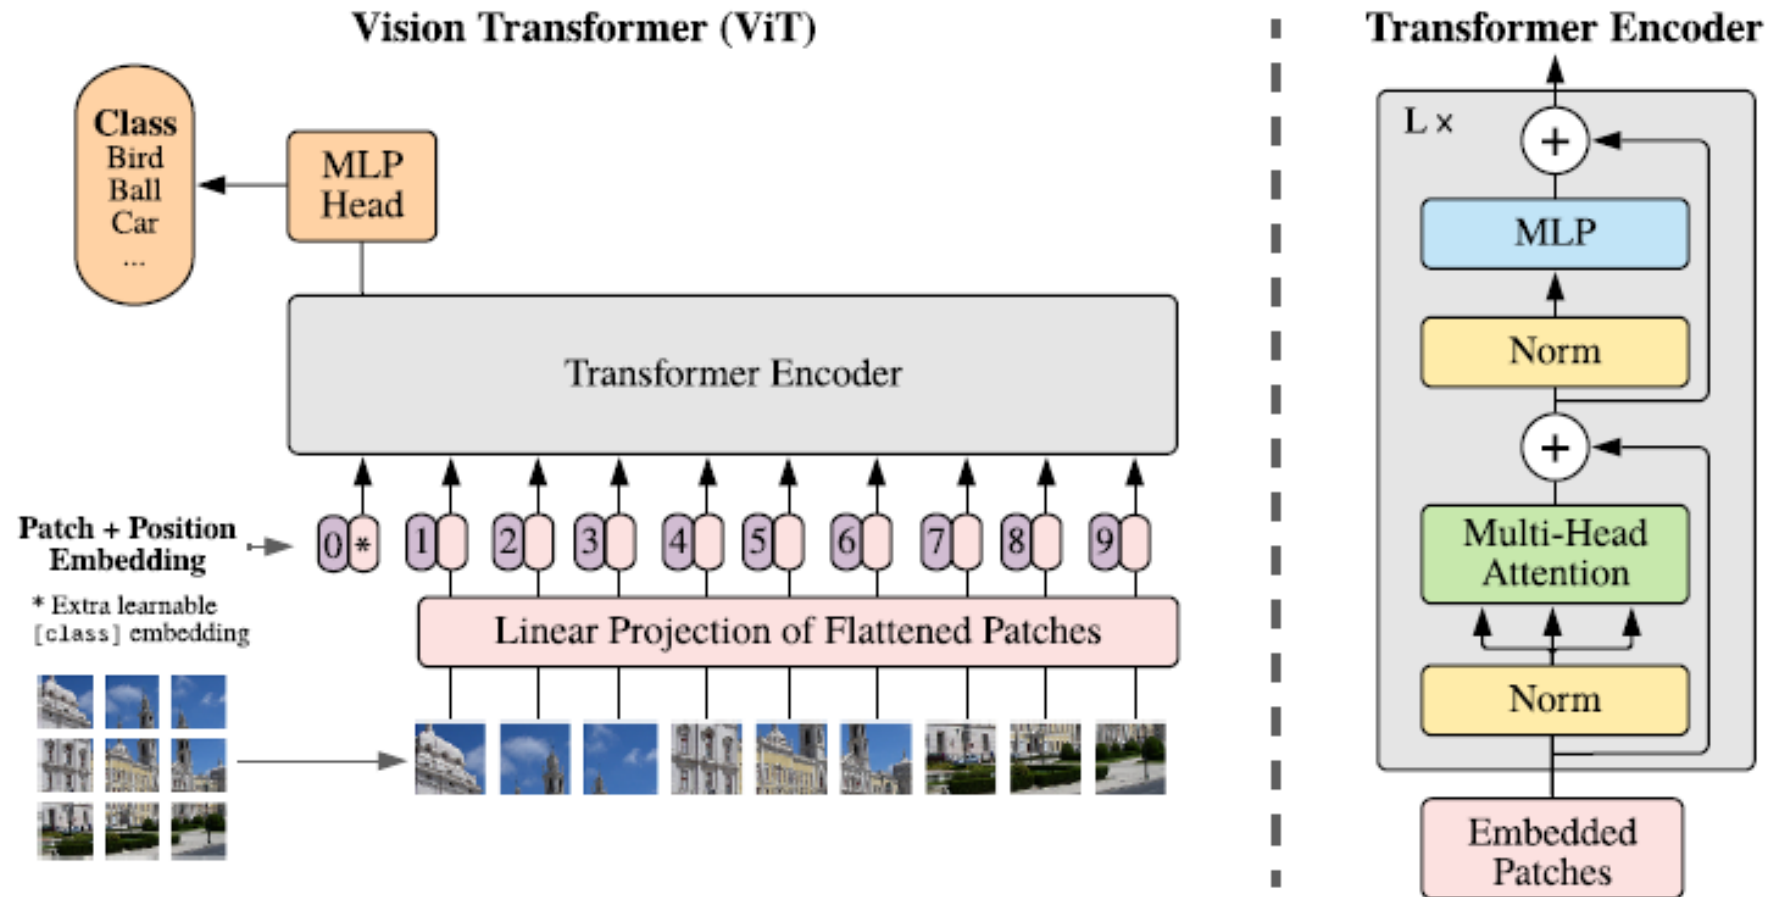 Vision Transformer (ViT)
Class
Bird
Ball
Car
...
MLP
Head
Transformer Encoder
Patch + Position
Embedding
0 * 1 2 3 4 5 6 7 8 9
* Extra learnable
[class] embedding
Linear Projection of Flattened Patches
Transformer Encoder
L ×
+
MLP
Norm
+
Multi-Head
Attention
Norm
Embedded
Patches